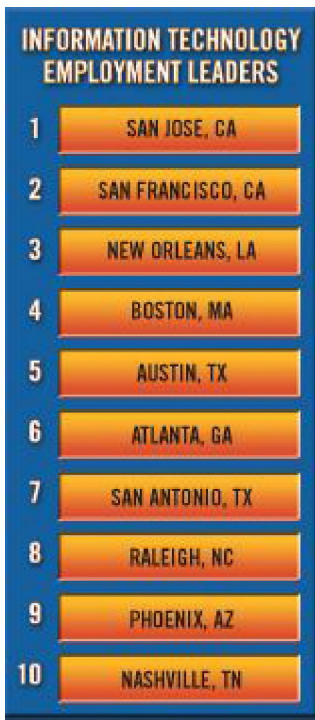 INFORMATION TECHNOLOGY
EMPLOYMENT LEADERS
1 SAN JOSE, CA
2 SAN FRANCISCO, CA
3 NEW ORLEANS, LA
4 BOSTON, MA
5 AUSTIN, TX
6 ATLANTA, GA
7 SAN ANTONIO, TX
8 RALEIGH, NC
9 PHOENIX, AZ
10 NASHVILLE, TN